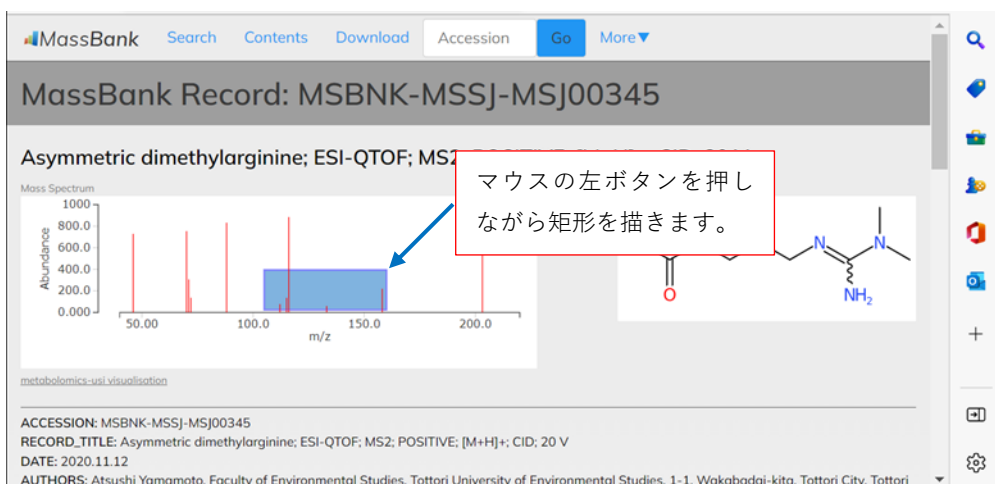 MassBank Search Contents Download Accession Go More▼
MassBank Record: MSBNK-MSSJ-MSJ00345
Asymmetric dimethylarginine; ESI-QTOF; MS2;
マウスの左ボタンを押し
ながら矩形を描きます。
Mass Spectrum
1000
800.0
600.0
400.0
200.0
0.000
Abundance
50.00 100.0 150.0 200.0
m/z
O
N
N
NH2
metabolomics-usi visualisation
ACCESSION: MSBNK-MSSJ-MSJ00345
RECORD_TITLE: Asymmetric dimethylarginine; ESI-QTOF; MS2; POSITIVE; [M+H]+; CID; 20 V
DATE: 2020.11.12
AUTHORS: Atsushi Yamamoto, Faculty of Environmental Studies, Tottori University of Environmental Studies, 1-1, Wakabadai-kita, Tottori City, Tottori